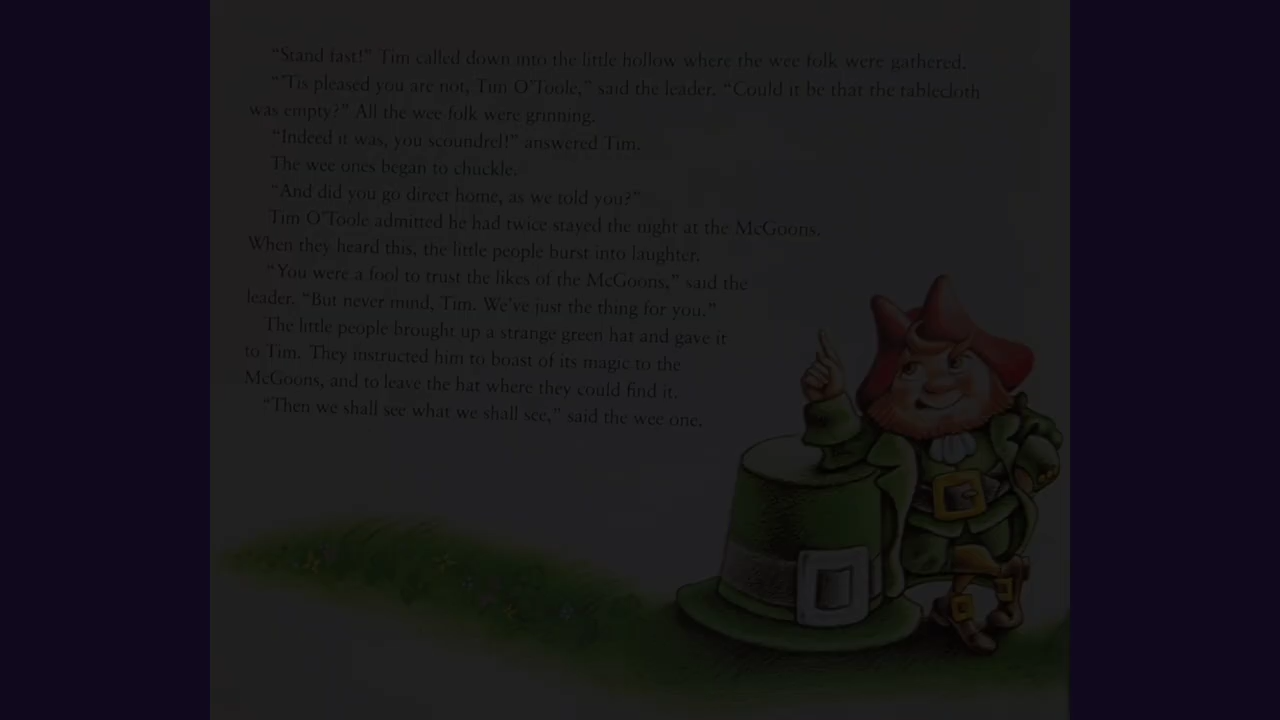 “Stand fast!” Tim called down into the little hollow where the wee folk were gathered.
“’Tis pleased you are not, Tim O’Toole,” said the leader. “Could it be that the tablecloth
was empty?” All the wee folk were grinning.
“Indeed it was, you scoundrel!” answered Tim.
The wee ones began to chuckle.
“And did you go direct home, as we told you?”
Tim O’Toole admitted he had twice stayed the night at the McGoons.
When they heard this, the little people burst into laughter.
“You were a fool to trust the likes of the McGoons,” said the
leader. “But never mind, Tim. We’ve just the thing for you.”
The little people brought up a strange green hat and gave it
to Tim. They instructed him to boast of its magic to the
McGoons, and to leave the hat where they could find it.
“Then we shall see what we shall see,” said the wee one.